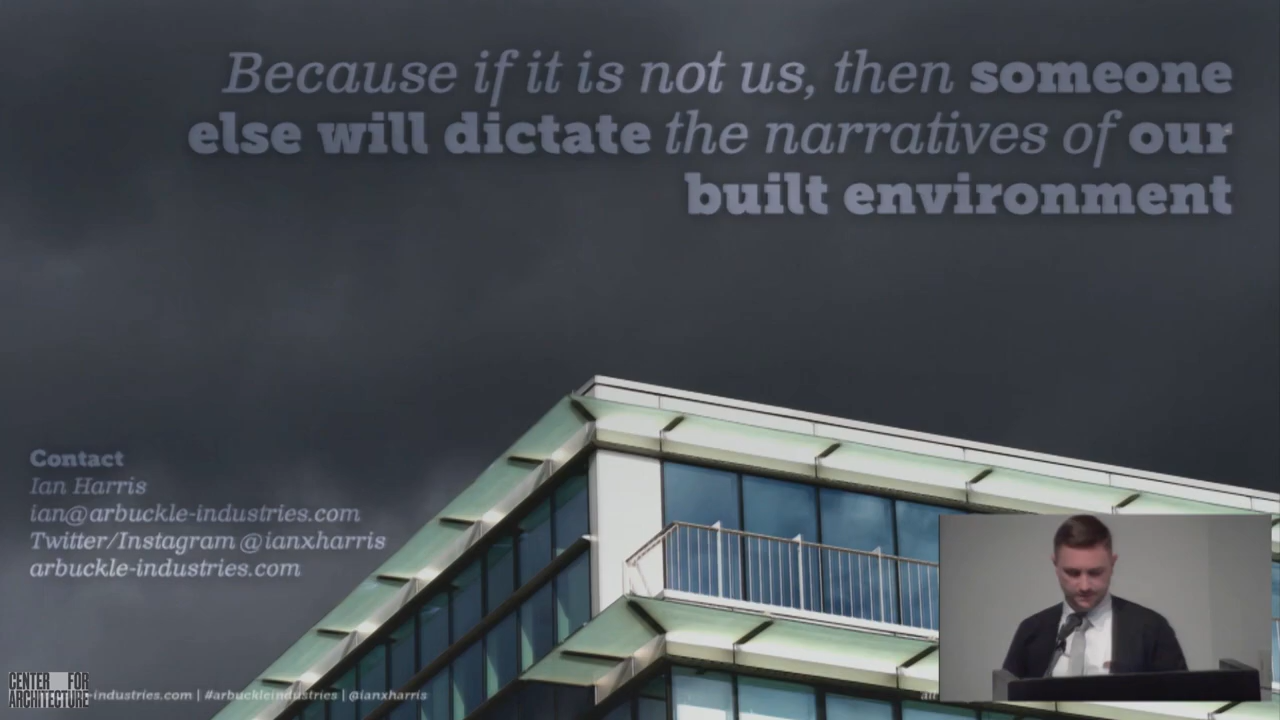 Because if it is not us, then someone
else will dictate the narratives of our
built environment
Contact
Ian Harris
ian@arbuckle-industries.com
Twitter/Instagram @ianxharris
arbuckle-industries.com
CENTER FOR
ARCHITECTURE
-industries.com | #arbuckleindustries | @ianxharris